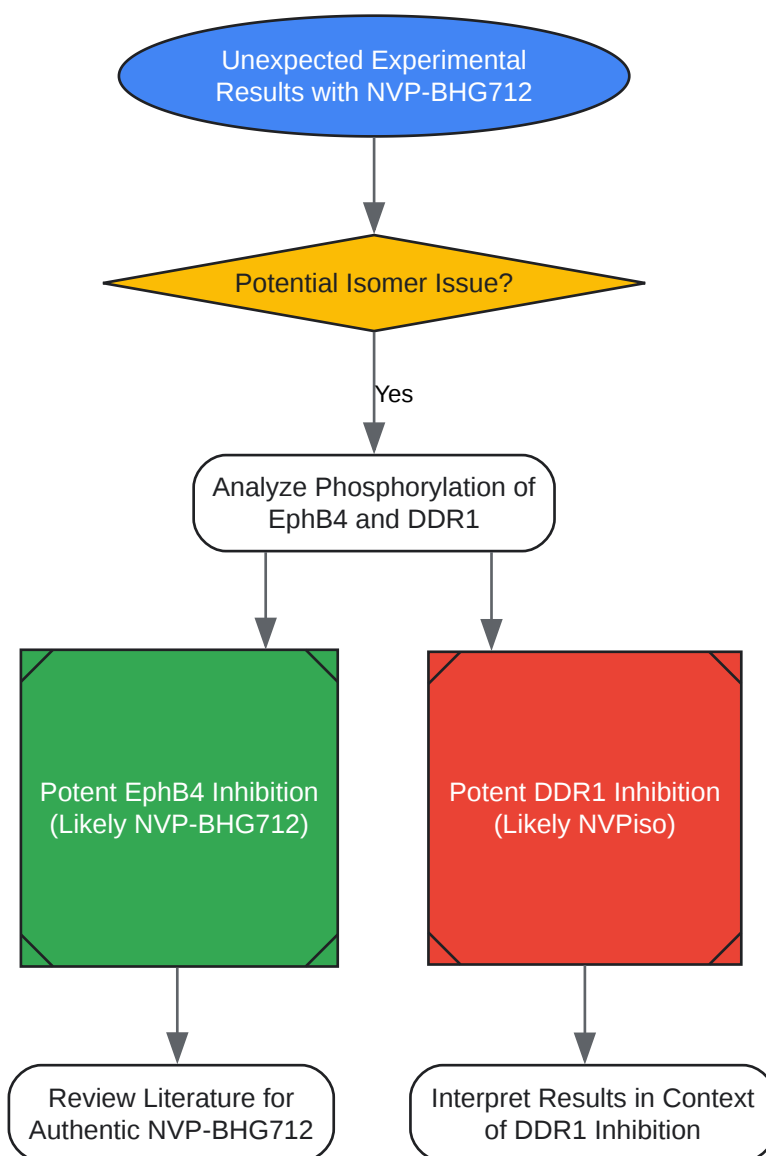 Unexpected Experimental
Results with NVP-BHG712
Potential Isomer Issue?
Yes
Analyze Phosphorylation of
EphB4 and DDR1
Potent EphB4 Inhibition
(Likely NVP-BHG712)
Potent DDR1 Inhibition
(Likely NVPiso)
Review Literature for
Authentic NVP-BHG712
Interpret Results in Context
of DDR1 Inhibition